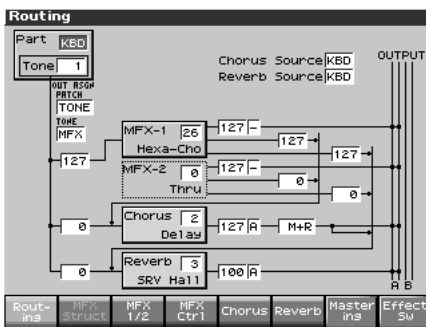 Routing
Part KBD
Tone 1
Chorus Source KBD
Reverb Source KBD
OUTPUT
OUT ASGN
PATCH
TONE
TONE
MFX
MFX-1 26
Hexa-Cho
127 -
127
127
127
MFX-2 0
Thru
127 -
0
0
0
Chorus 2
Delay
127 A
M+R
0
Reverb 3
SRV Hall
100 A
A B
Rout-
ing
MFX
Struct
MFX
1/2
MFX
Ctrl
Chorus
Reverb
Master
ing
Effect
Sw